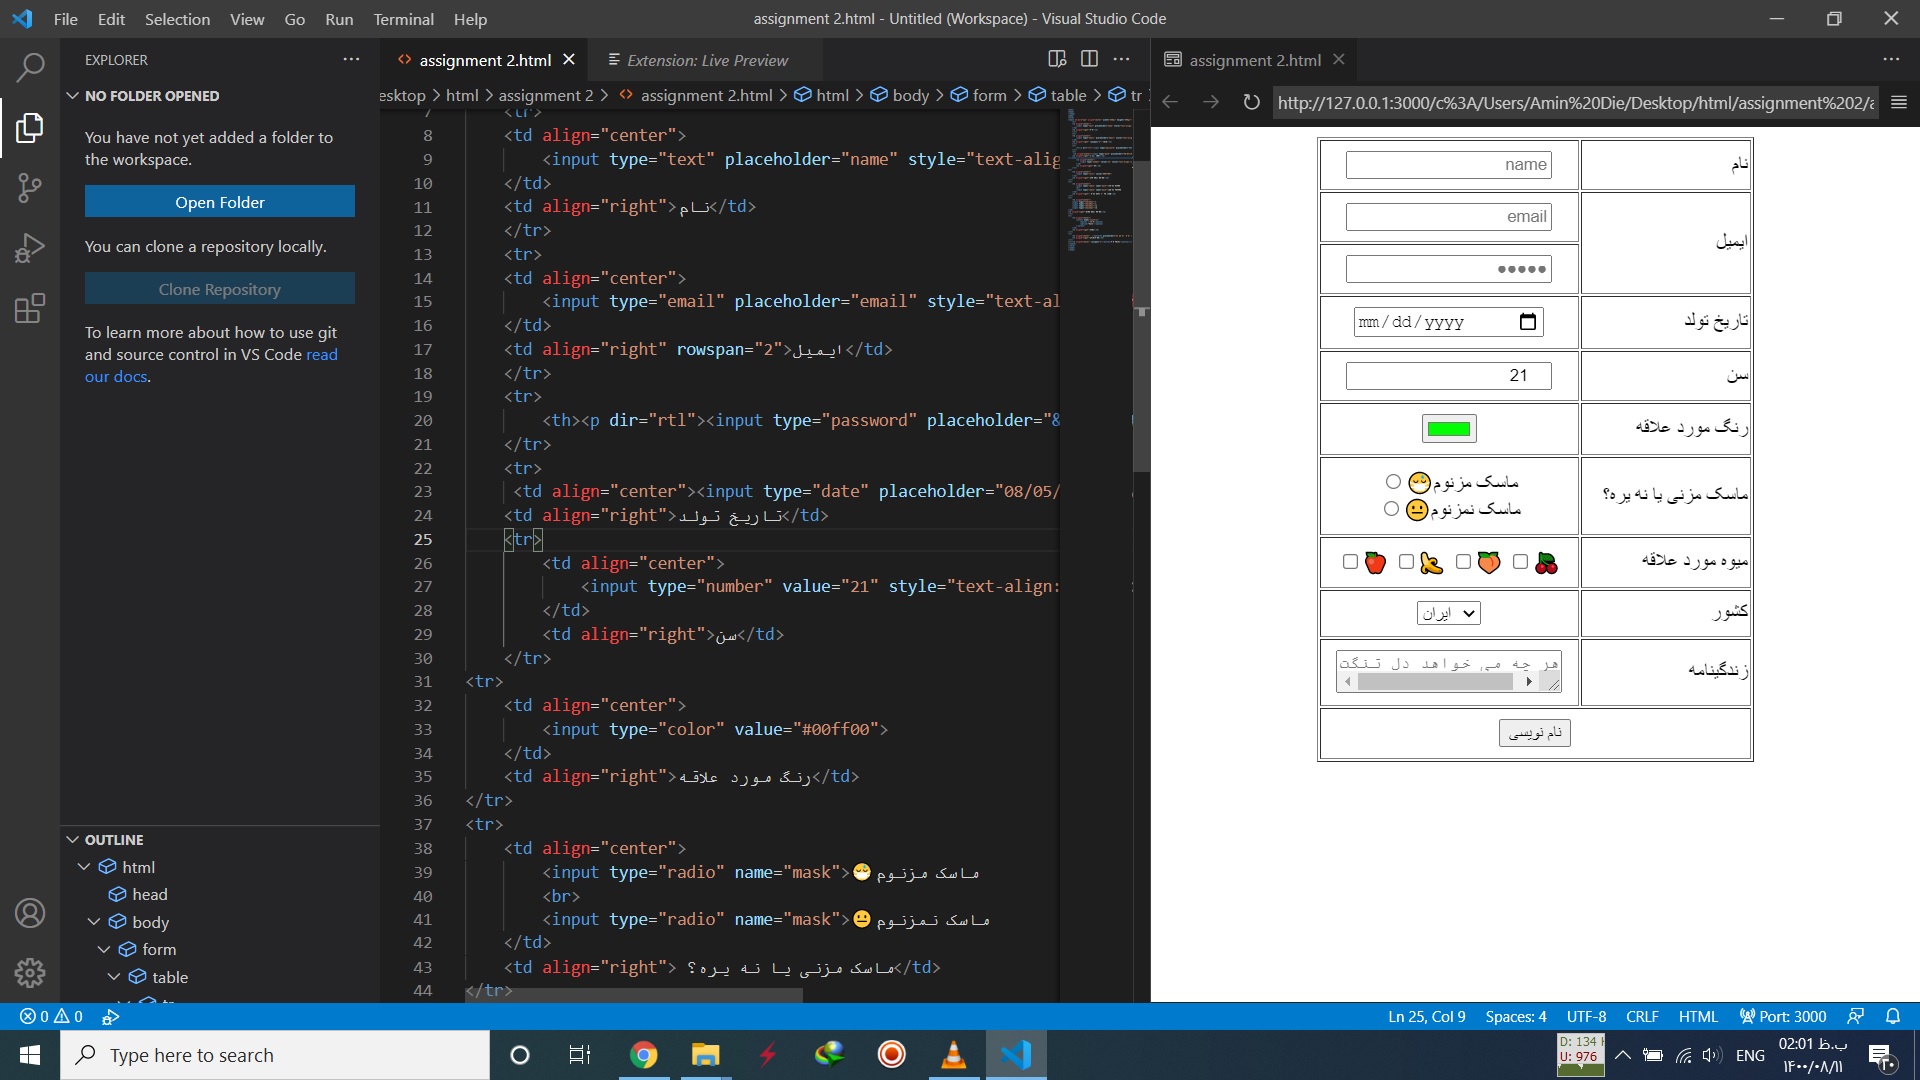 File Edit Selection View Go Run Terminal Help
assignment 2.html - Untitled (Workspace) - Visual Studio Code
EXPLORER
NO FOLDER OPENED
You have not yet added a folder to
the workspace.
Open Folder
You can clone a repository locally.
Clone Repository
To learn more about how to use git
and source control in VS Code read
our docs.
OUTLINE
html
head
body
form
table
tr
assignment 2.html
Extension: Live Preview
esktop > html > assignment 2 > assignment 2.html > html > body > form > table > tr
7 <tr>
8 <td align="center">
9 <input type="text" placeholder="name" style="text-alig
10 </td>
11 <td align="right">نام</td>
12 </tr>
13 <tr>
14 <td align="center">
15 <input type="email" placeholder="email" style="text-al
16 </td>
17 <td align="right" rowspan="2">ایمیل</td>
18 </tr>
19 <tr>
20 <th><p dir="rtl"><input type="password" placeholder="&
21 </tr>
22 <tr>
23 <td align="center"><input type="date" placeholder="08/05/
24 <td align="right">تاریخ تولد</td>
25 <tr>
26 <td align="center">
27 <input type="number" value="21" style="text-align:
28 </td>
29 <td align="right">سن</td>
30 </tr>
31 <tr>
32 <td align="center">
33 <input type="color" value="#00ff00">
34 </td>
35 <td align="right">رنگ مورد علاقه</td>
36 </tr>
37 <tr>
38 <td align="center">
39 <input type="radio" name="mask">😷ماسک مزنوم
40 <br>
41 <input type="radio" name="mask">😐ماسک نمزنوم
42 </td>
43 <td align="right"> ماسک مزنی یا نه یره؟</td>
44 </tr>
assignment 2.html
http://127.0.0.1:3000/c%3A/Users/Amin%20Die/Desktop/html/assignment%202/a
name نام
email ایمیل
●●●●●
mm/dd/yyyy تاریخ تولد
21 سن
رنگ مورد علاقه
😷ماسک مزنوم
😐ماسک نمزنوم
ماسک مزنی یا نه یره؟
🍎 🍌 🍑 🍒 میوه مورد علاقه
ایران کشور
هر چه می خواهد دل تنگت زندگینامه
نام نویسی
0 0
Ln 25, Col 9 Spaces: 4 UTF-8 CRLF HTML Port: 3000
Type here to search
D: 134
U: 976
ENG
02:01 ب.ظ
۱۴۰۰/۰۸/۱۱
۲۰